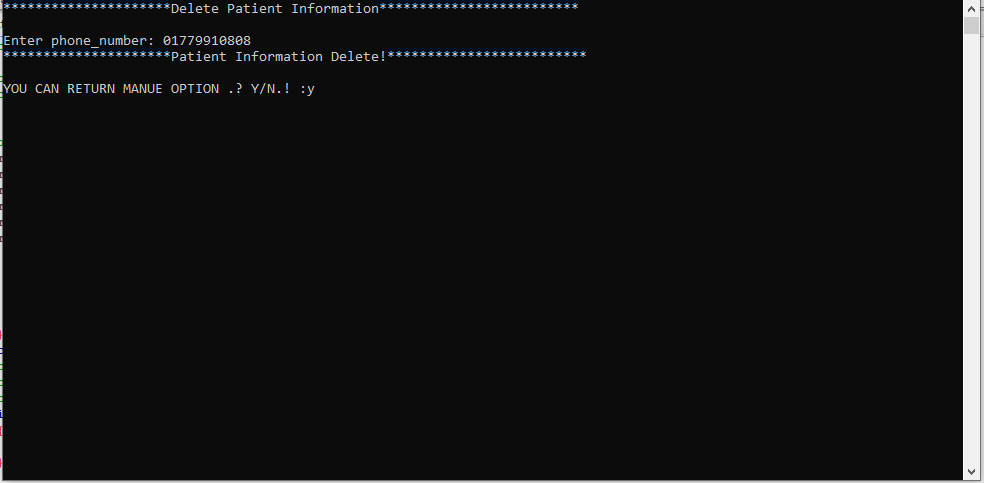 *********************Delete Patient Information*************************
Enter phone_number: 01779910808
*********************Patient Information Delete!*************************
YOU CAN RETURN MANUE OPTION .? Y/N.! :y